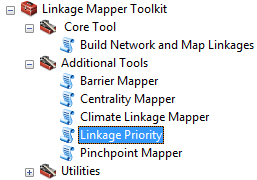 Linkage Mapper Toolkit
Core Tool
Build Network and Map Linkages
Additional Tools
Barrier Mapper
Centrality Mapper
Climate Linkage Mapper
Linkage Priority
Pinchpoint Mapper
Utilities